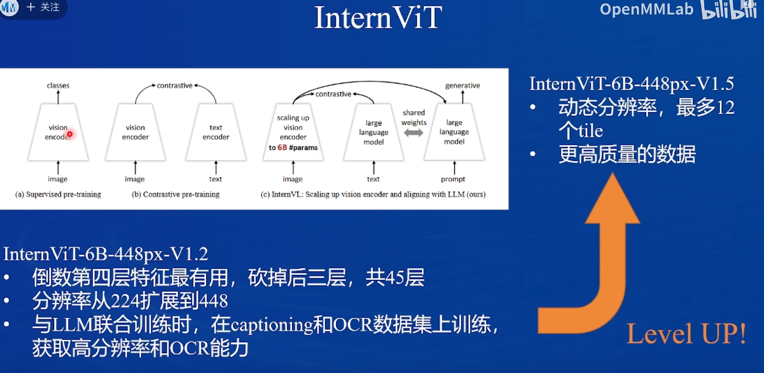 + 关注
OpenMMLab bilibili
InternViT
classes
contrastive
contrastive
generative
vision encoder
vision encoder
text encoder
scaling up vision encoder to 6B #params
large language model
shared weights
large language model
image
image
text
image
text
prompt
(a) Supervised pre-training
(b) Contrastive pre-training
(c) InternVL: Scaling up vision encoder and aligning with LLM (ours)
InternViT-6B-448px-V1.5
• 动态分辨率，最多12
个tile
• 更高质量的数据
InternViT-6B-448px-V1.2
• 倒数第四层特征最有用，砍掉后三层，共45层
• 分辨率从224扩展到448
• 与LLM联合训练时，在captioning和OCR数据集上训练，
获取高分辨率和OCR能力
Level UP!